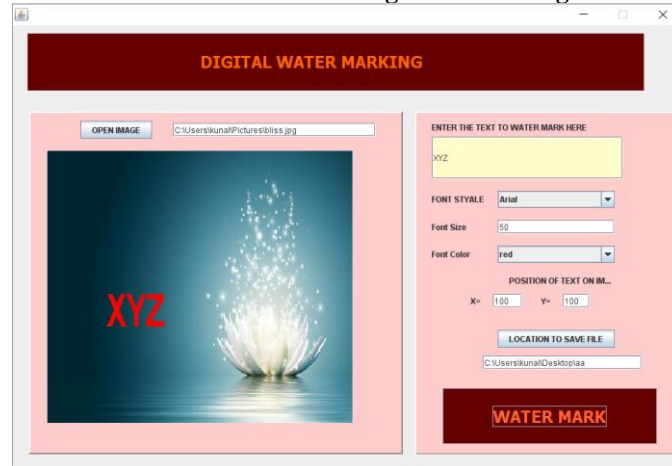 DIGITAL WATER MARKING
OPEN IMAGE C:\Users\kunal\Pictures\bliss.jpg
XYZ
ENTER THE TEXT TO WATER MARK HERE
XYZ
FONT STYALE Arial
Font Size 50
Font Color red
POSITION OF TEXT ON IM...
X= 100 Y= 100
LOCATION TO SAVE FILE
C:\Users\kunal\Desktop\aa
WATER MARK